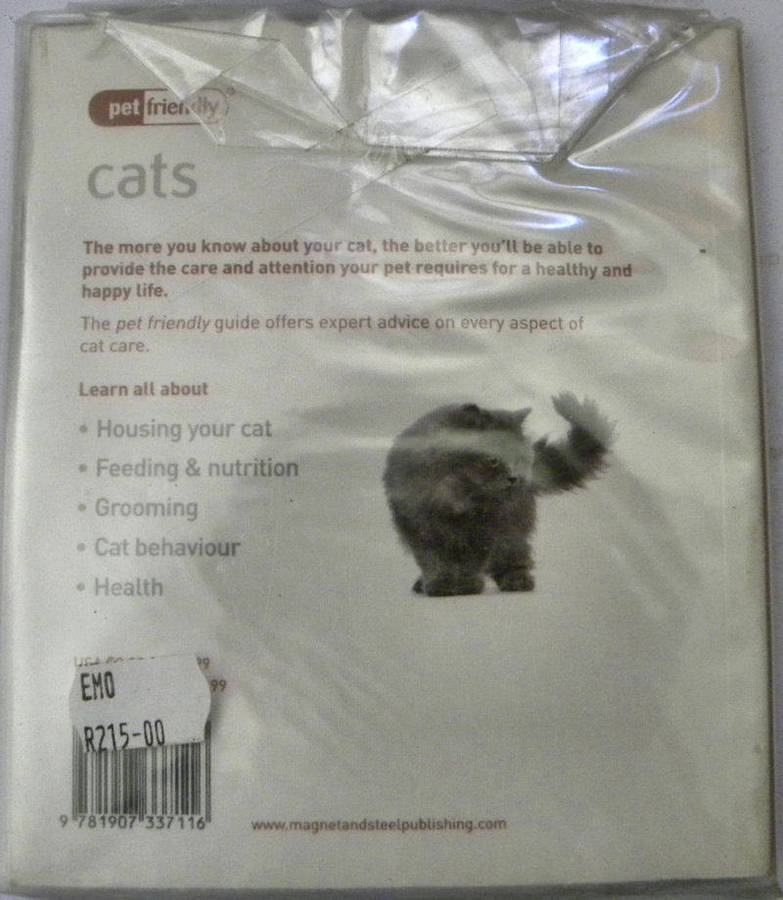 pet friendly
cats
The more you know about your cat, the better you'll be able to
provide the care and attention your pet requires for a healthy and
happy life.
The pet friendly guide offers expert advice on every aspect of
cat care.
Learn all about
• Housing your cat
• Feeding & nutrition
• Grooming
• Cat behaviour
• Health
99
EMO
99
R215-00
9 781907 337116
www.magnetandsteelpublishing.com